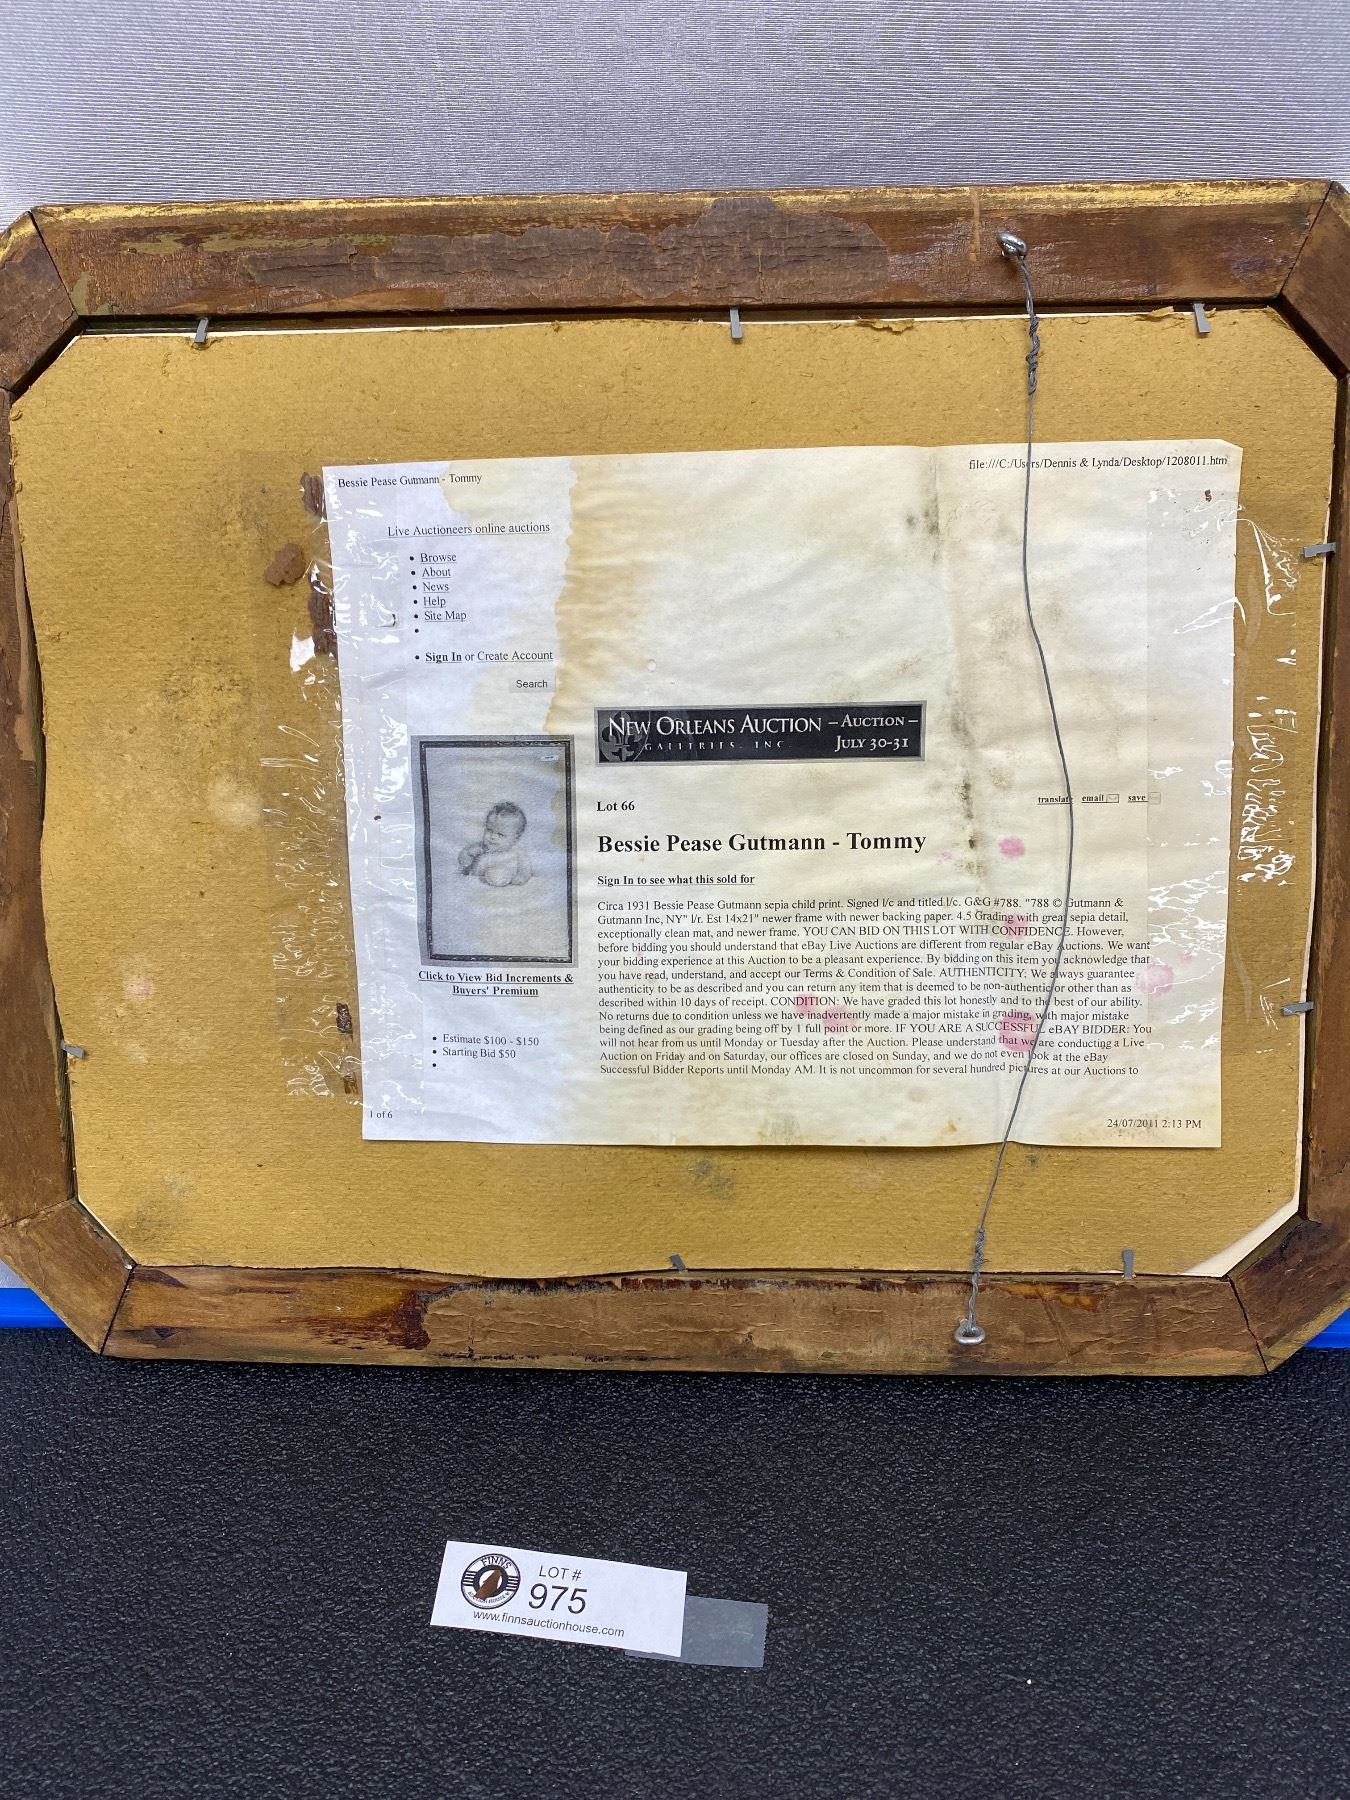 Bessie Pease Gutmann - Tommy
file:///C:/Users/Dennis & Lynda/Desktop/1208011.htm
Live Auctioneers online auctions
• Browse
• About
• News
• Help
• Site Map
•
• Sign In or Create Account
Search
NEW ORLEANS AUCTION
GALLERIES, INC.
– AUCTION –
JULY 30-31
Lot 66
translate email save
Bessie Pease Gutmann - Tommy
Sign In to see what this sold for
Circa 1931 Bessie Pease Gutmann sepia child print. Signed l/c and titled l/c. G&G #788. "788 © Gutmann &
Gutmann Inc, NY" l/r. Est 14x21" newer frame with newer backing paper. 4.5 Grading with great sepia detail,
exceptionally clean mat, and newer frame. YOU CAN BID ON THIS LOT WITH CONFIDENCE. However,
before bidding you should understand that eBay Live Auctions are different from regular eBay Auctions. We want
your bidding experience at this Auction to be a pleasant experience. By bidding on this item you acknowledge that
you have read, understand, and accept our Terms & Condition of Sale. AUTHENTICITY: We always guarantee
authenticity to be as described and you can return any item that is deemed to be non-authentic or other than as
described within 10 days of receipt. CONDITION: We have graded this lot honestly and to the best of our ability.
No returns due to condition unless we have inadvertently made a major mistake in grading, with major mistake
being defined as our grading being off by 1 full point or more. IF YOU ARE A SUCCESSFUL eBAY BIDDER: You
will not hear from us until Monday or Tuesday after the Auction. Please understand that we are conducting a Live
Auction on Friday and on Saturday, our offices are closed on Sunday, and we do not even look at the eBay
Successful Bidder Reports until Monday AM. It is not uncommon for several hundred pictures at our Auctions to
Click to View Bid Increments &
Buyers' Premium
• Estimate $100 - $150
• Starting Bid $50
•
1 of 6
24/07/2011 2:13 PM
FINNS
LOT #
975
www.finnsauctionhouse.com